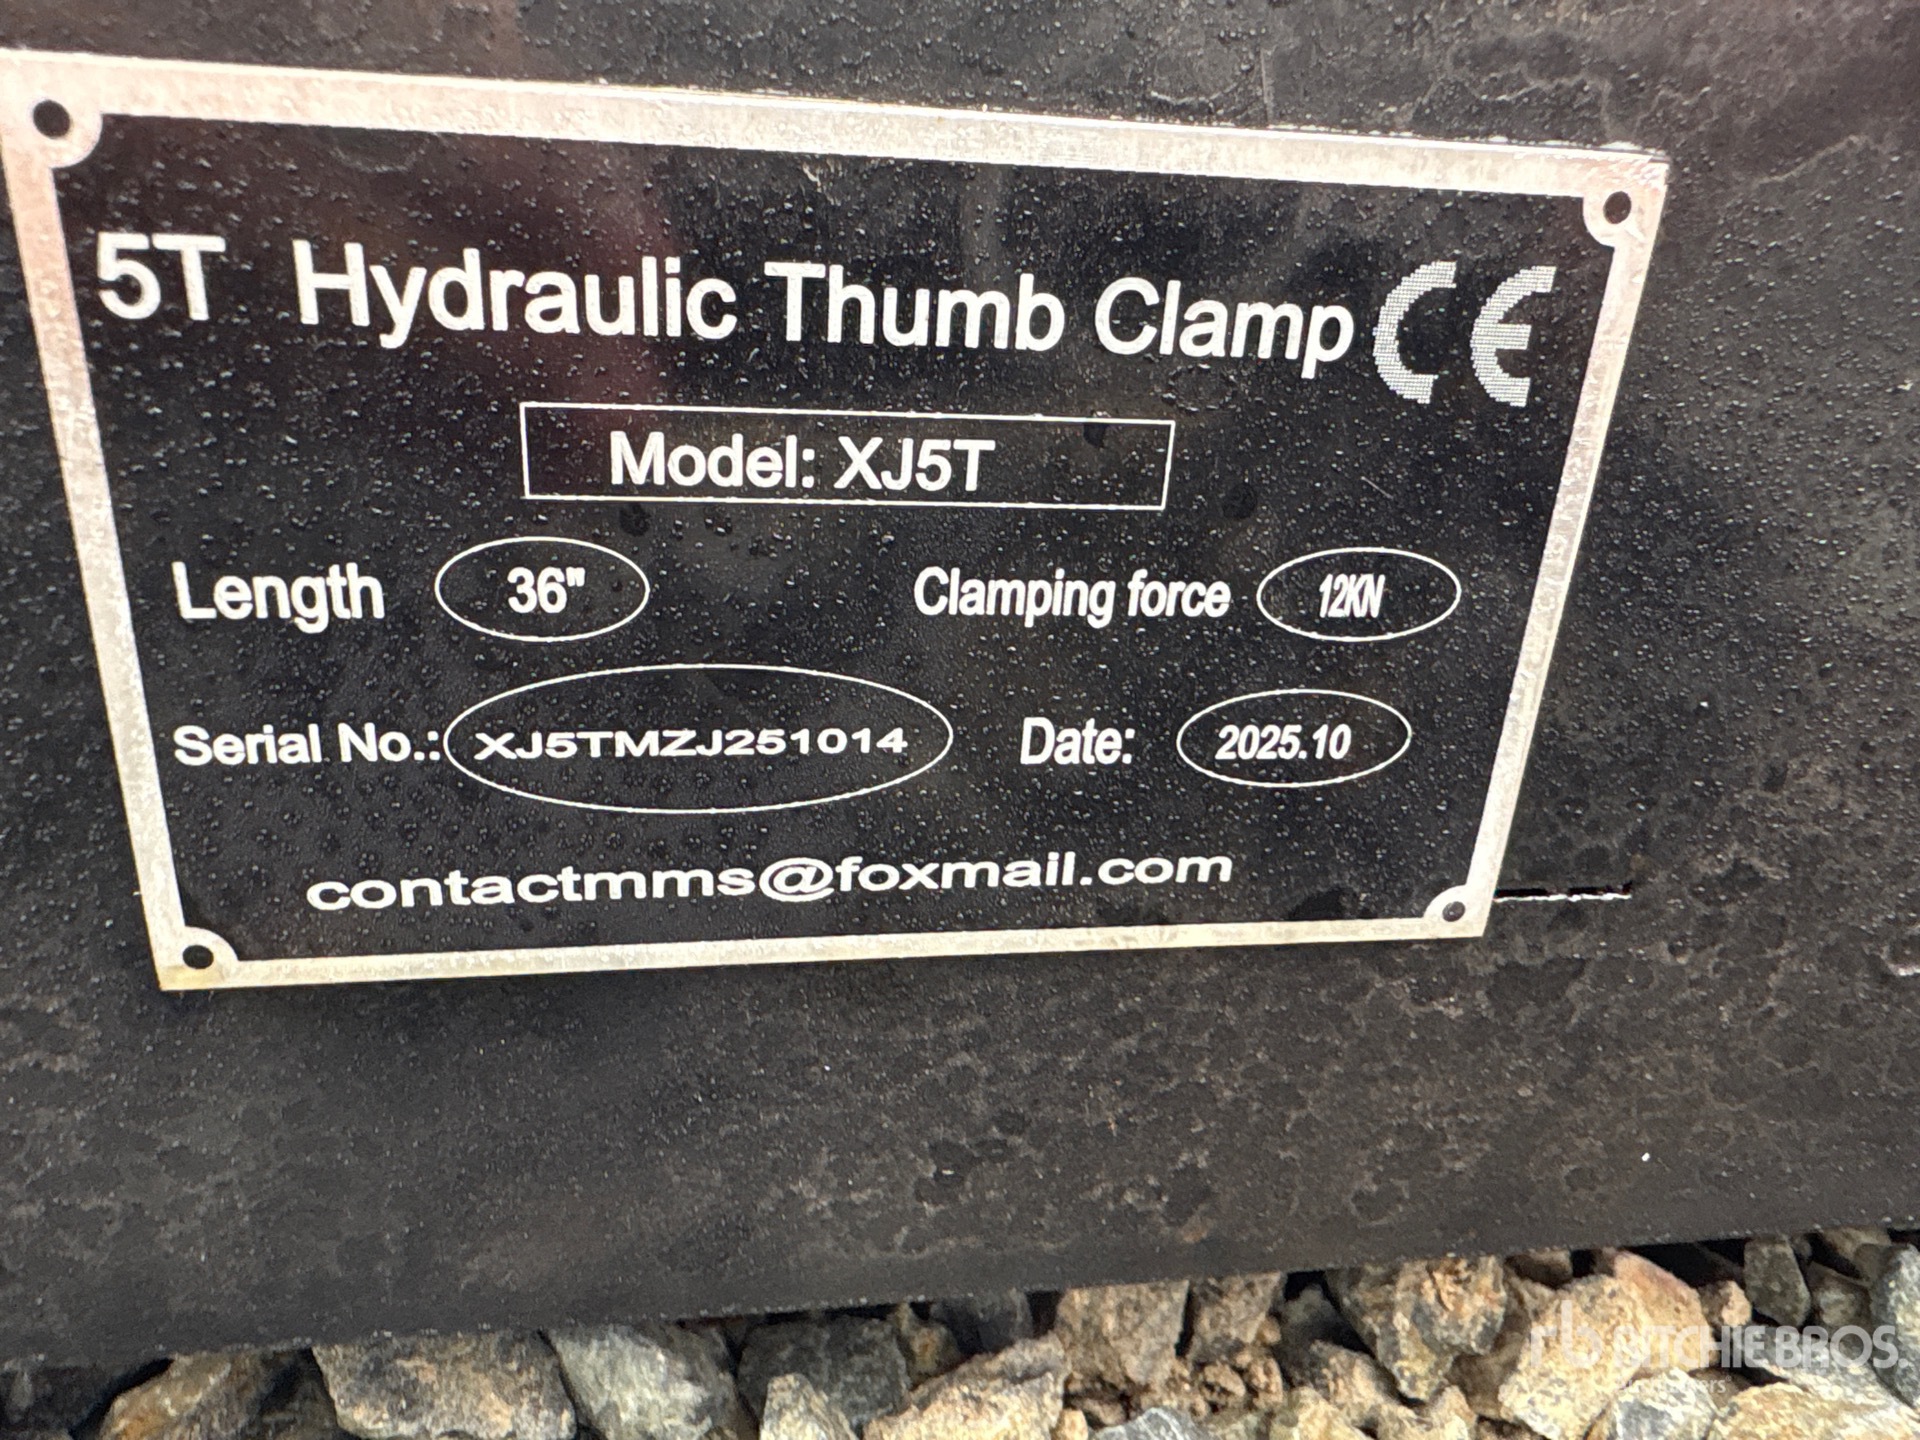 5T Hydraulic Thumb Clamp CE
Model: XJ5T
Length 36" Clamping force 12KN
Serial No.: XJ5TMZJ251014 Date: 2025.10
contactmms@foxmail.com
rb RITCHIE BROS.